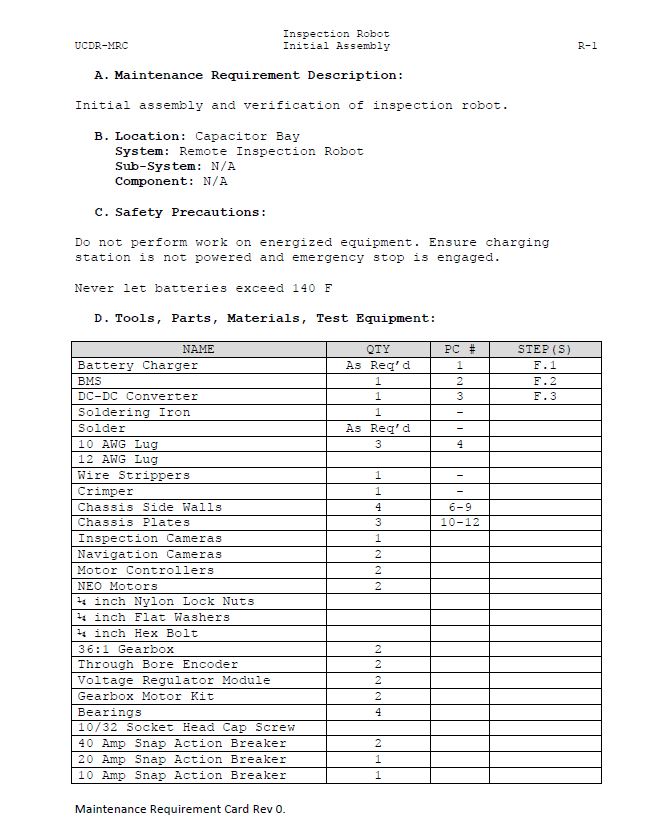 Inspection Robot
UCDR-MRC Initial Assembly R-1
A. Maintenance Requirement Description:
Initial assembly and verification of inspection robot.
B. Location: Capacitor Bay
System: Remote Inspection Robot
Sub-System: N/A
Component: N/A
C. Safety Precautions:
Do not perform work on energized equipment. Ensure charging
station is not powered and emergency stop is engaged.
Never let batteries exceed 140 F
D. Tools, Parts, Materials, Test Equipment:
NAME QTY PC # STEP(S)
Battery Charger As Req'd 1 F.1
BMS 1 2 F.2
DC-DC Converter 1 3 F.3
Soldering Iron 1 -
Solder As Req'd -
10 AWG Lug 3 4
12 AWG Lug
Wire Strippers 1 -
Crimper 1 -
Chassis Side Walls 4 6-9
Chassis Plates 3 10-12
Inspection Cameras 1
Navigation Cameras 2
Motor Controllers 2
NEO Motors 2
¼ inch Nylon Lock Nuts
¼ inch Flat Washers
¼ inch Hex Bolt
36:1 Gearbox 2
Through Bore Encoder 2
Voltage Regulator Module 2
Gearbox Motor Kit 2
Bearings 4
10/32 Socket Head Cap Screw
40 Amp Snap Action Breaker 2
20 Amp Snap Action Breaker 1
10 Amp Snap Action Breaker 1
Maintenance Requirement Card Rev 0.